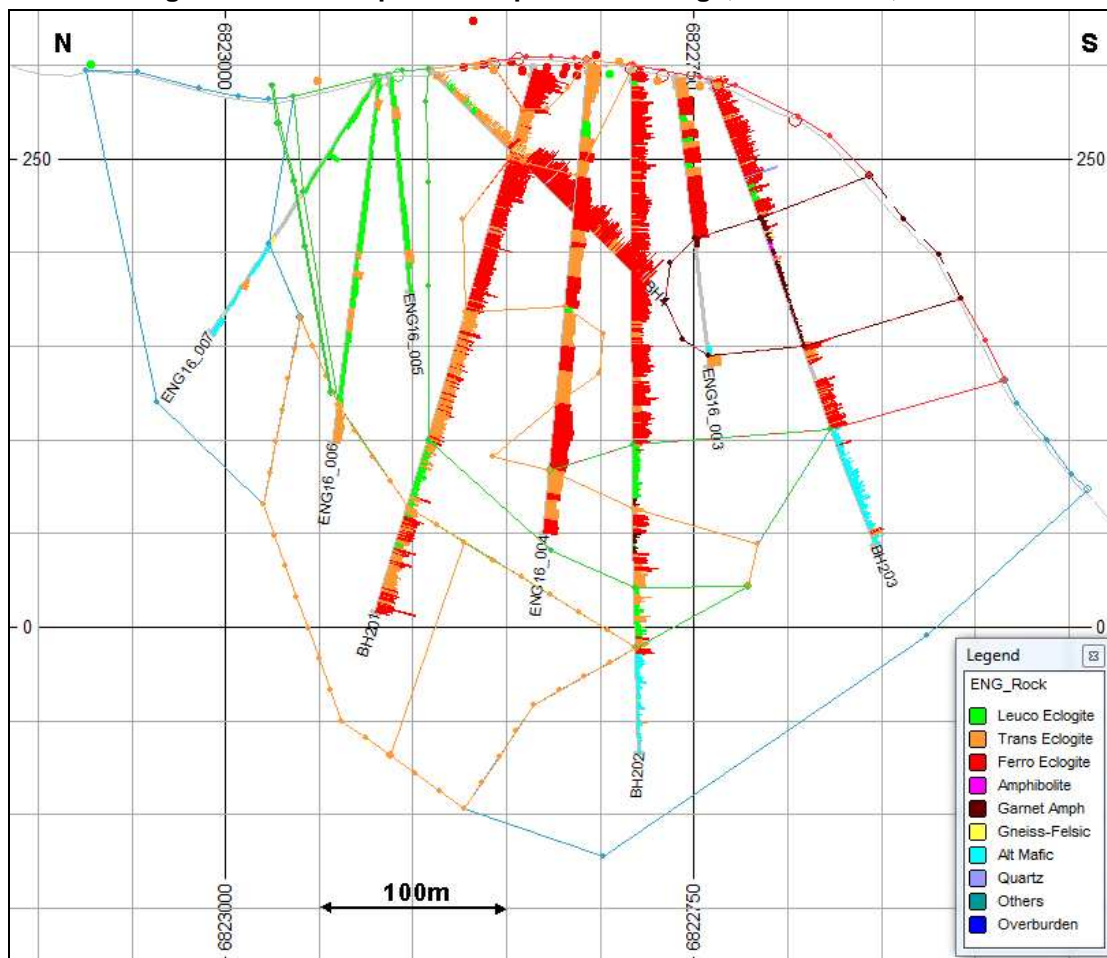 N
S
6823000
6822750
250
250
BH201
BH202
BH203
ENG16_003
ENG16_004
ENG16_005
ENG16_006
ENG16_007
0
0
100m
6823000
6822750
Legend
ENG_Rock
Leuco Eclogite
Trans Eclogite
Ferro Eclogite
Amphibolite
Garnet Amph
Gneiss-Felsic
Alt Mafic
Quartz
Others
Overburden